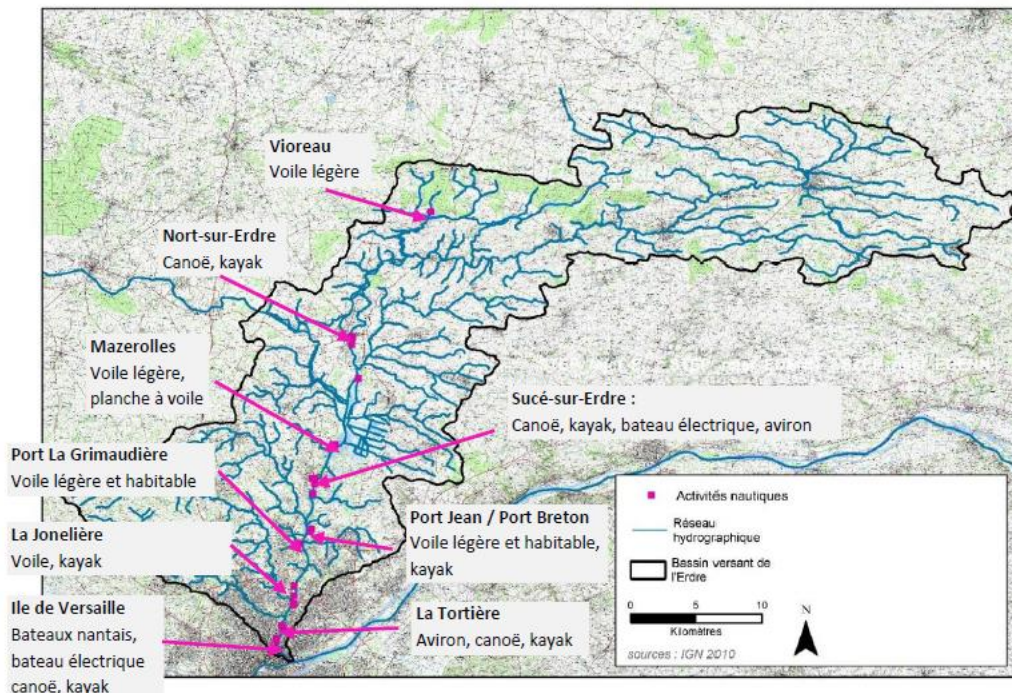 Vioreau
Voile légère
Nort-sur-Erdre
Canoë, kayak
Mazerolles
Voile légère,
planche à voile
Sucé-sur-Erdre :
Canoë, kayak, bateau électrique, aviron
Port La Grimaudière
Voile légère et habitable
La Jonelière
Voile, kayak
Port Jean / Port Breton
Voile légère et habitable,
kayak
Ile de Versaille
Bateaux nantais,
bateau électrique
canoë, kayak
La Tortière
Aviron, canoë, kayak
Activités nautiques
Réseau
hydrographique
Bassin versant de
l'Erdre
0 5 10
Kilomètres
N
sources : IGN 2010